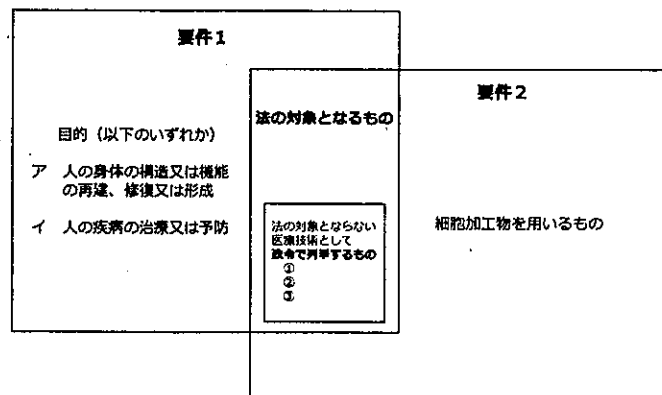 要件1
目的(以下のいずれか)
ア 人の身体の構造又は機能
の再建、修復又は形成
イ 人の疾病の治療又は予防
法の対象となるもの
法の対象とならない
医療技術として
政令で列挙するもの
①
②
③
要件2
細胞加工物を用いるもの